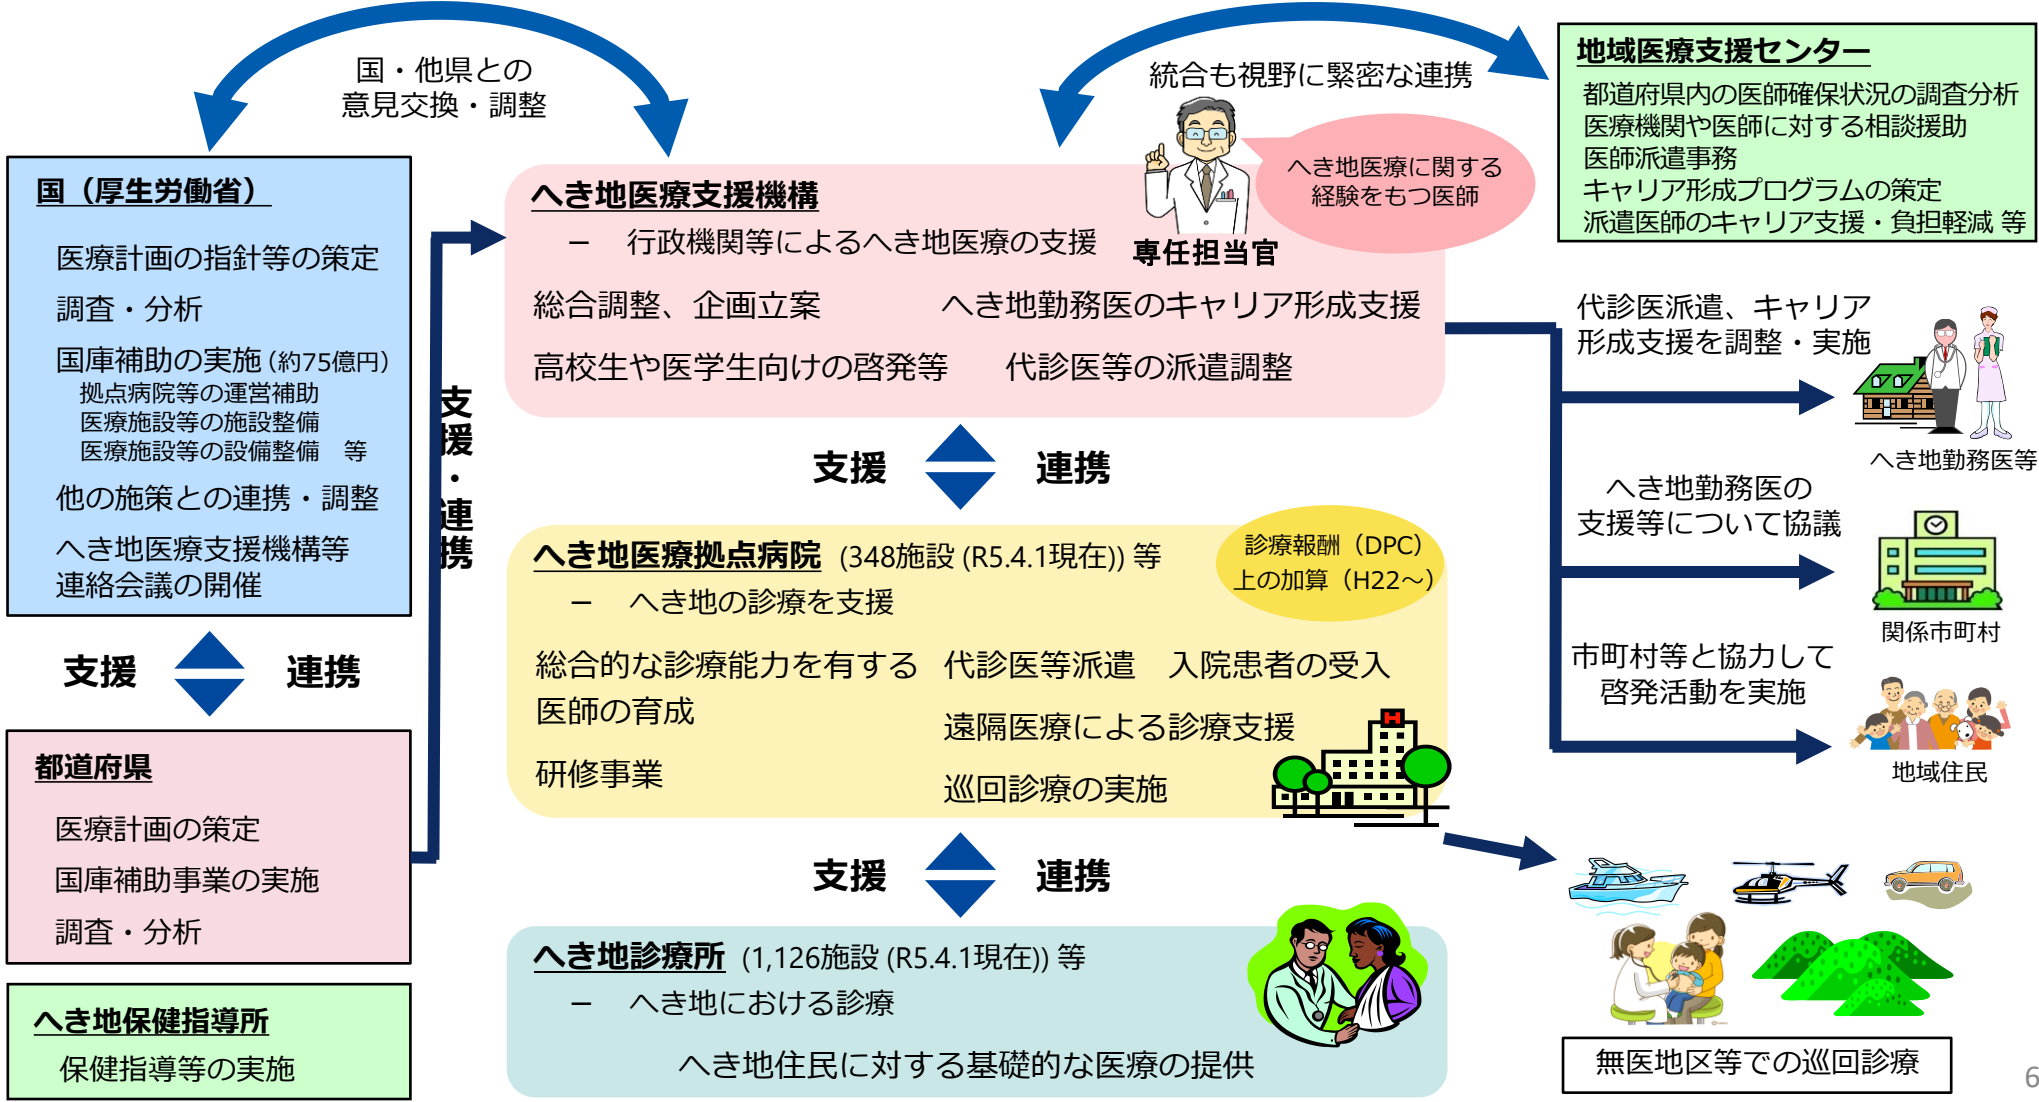 国・他県との
意見交換・調整
統合も視野に緊密な連携
国（厚生労働省）
医療計画の指針等の策定
調査・分析
国庫補助の実施（約75億円）
拠点病院等の運営補助
医療施設等の施設整備
医療施設等の設備整備　等
他の施策との連携・調整
へき地医療支援機構等
連絡会議の開催
支援
連携
都道府県
医療計画の策定
国庫補助事業の実施
調査・分析
へき地保健指導所
保健指導等の実施
支援・連携
へき地医療支援機構
－　行政機関等によるへき地医療の支援
専任担当官
へき地医療に関する
経験をもつ医師
総合調整、企画立案
へき地勤務医のキャリア形成支援
高校生や医学生向けの啓発等
代診医等の派遣調整
支援
連携
へき地医療拠点病院 (348施設 (R5.4.1現在)) 等
－　へき地の診療を支援
診療報酬（DPC）
上の加算（H22～）
総合的な診療能力を有する
医師の育成
研修事業
代診医等派遣　入院患者の受入
遠隔医療による診療支援
巡回診療の実施
H
支援
連携
へき地診療所 (1,126施設 (R5.4.1現在)) 等
－　へき地における診療
へき地住民に対する基礎的な医療の提供
地域医療支援センター
都道府県内の医師確保状況の調査分析
医療機関や医師に対する相談援助
医師派遣事務
キャリア形成プログラムの策定
派遣医師のキャリア支援・負担軽減 等
代診医派遣、キャリア
形成支援を調整・実施
へき地勤務医等
へき地勤務医の
支援等について協議
関係市町村
市町村等と協力して
啓発活動を実施
地域住民
無医地区等での巡回診療
6